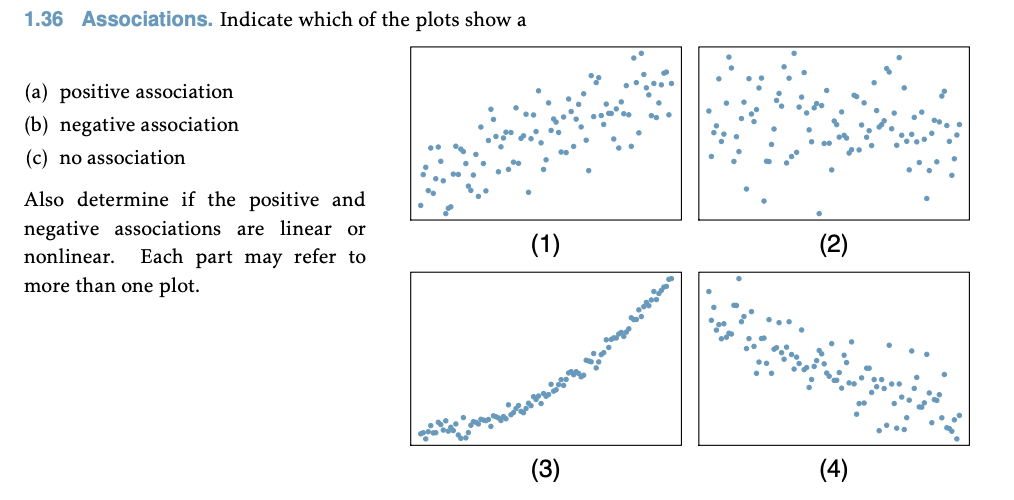 1.36 Associations. Indicate which of the plots show a
(a) positive association
(b) negative association
(c) no association
Also determine if the positive and
negative associations are linear or
nonlinear. Each part may refer to
more than one plot.
(1)
(2)
(3)
(4)